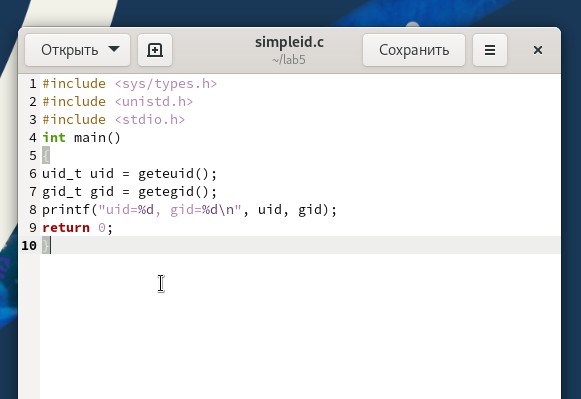 Открыть
simpleid.c
~/lab5
Сохранить
1 #include <sys/types.h>
2 #include <unistd.h>
3 #include <stdio.h>
4 int main()
5 {
6 uid_t uid = geteuid();
7 gid_t gid = getegid();
8 printf("uid=%d, gid=%d\n", uid, gid);
9 return 0;
10 }